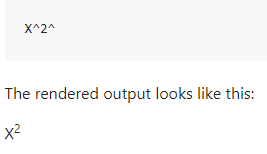 X^2^
The rendered output looks like this:
X²